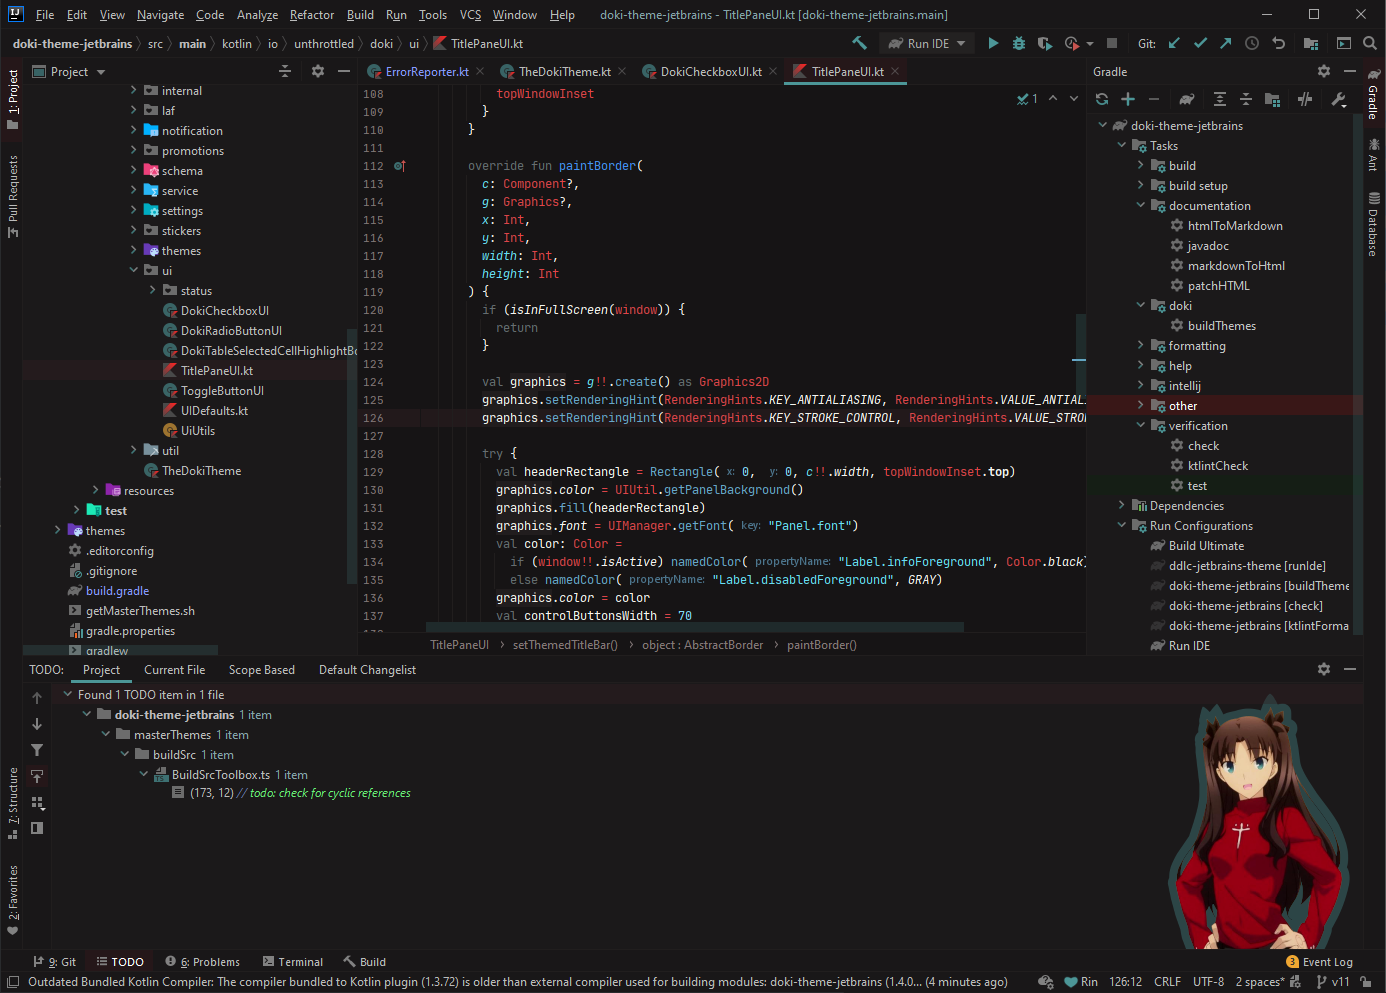 IJ File Edit View Navigate Code Analyze Refactor Build Run Tools VCS Window Help doki-theme-jetbrains - TitlePaneUI.kt [doki-theme-jetbrains.main]
doki-theme-jetbrains src main kotlin io unthrottled doki ui TitlePaneUI.kt Run IDE Git:
Project
ErrorReporter.kt TheDokiTheme.kt DokiCheckboxUI.kt TitlePaneUI.kt
Gradle
1: Project
Pull Requests
7: Structure
2: Favorites
internal
laf
notification
promotions
schema
service
settings
stickers
themes
ui
status
DokiCheckboxUI
DokiRadioButtonUI
DokiTableSelectedCellHighlightBo
TitlePaneUI.kt
ToggleButtonUI
UIDefaults.kt
UiUtils
util
TheDokiTheme
resources
test
themes
.editorconfig
.gitignore
build.gradle
getMasterThemes.sh
gradle.properties
gradlew
1
108 topWindowInset
109 }
110 }
111
112 override fun paintBorder(
113 c: Component?,
114 g: Graphics?,
115 x: Int,
116 y: Int,
117 width: Int,
118 height: Int
119 ) {
120 if (isInFullScreen(window)) {
121 return
122 }
123
124 val graphics = g!!.create() as Graphics2D
125 graphics.setRenderingHint(RenderingHints.KEY_ANTIALIASING, RenderingHints.VALUE_ANTIALI
126 graphics.setRenderingHint(RenderingHints.KEY_STROKE_CONTROL, RenderingHints.VALUE_STRO
127
128 try {
129 val headerRectangle = Rectangle( x: 0, y: 0, c!!.width, topWindowInset.top)
130 graphics.color = UIUtil.getPanelBackground()
131 graphics.fill(headerRectangle)
132 graphics.font = UIManager.getFont( key: "Panel.font")
133 val color: Color =
134 if (window!!.isActive) namedColor( propertyName: "Label.infoForeground", Color.black)
135 else namedColor( propertyName: "Label.disabledForeground", GRAY)
136 graphics.color = color
137 val controlButtonsWidth = 70
TitlePaneUI setThemedTitleBar() object : AbstractBorder paintBorder()
doki-theme-jetbrains
Tasks
build
build setup
documentation
htmlToMarkdown
javadoc
markdownToHtml
patchHTML
doki
buildThemes
formatting
help
intellij
other
verification
check
ktlintCheck
test
Dependencies
Run Configurations
Build Ultimate
ddlc-jetbrains-theme [runIde]
doki-theme-jetbrains [buildTheme
doki-theme-jetbrains [check]
doki-theme-jetbrains [ktlintForma
Run IDE
Gradle
Ant
Database
TODO: Project Current File Scope Based Default Changelist
Found 1 TODO item in 1 file
doki-theme-jetbrains 1 item
masterThemes 1 item
buildSrc 1 item
TS BuildSrcToolbox.ts 1 item
(173, 12) // todo: check for cyclic references
9: Git TODO 6: Problems Terminal Build 3 Event Log
Outdated Bundled Kotlin Compiler: The compiler bundled to Kotlin plugin (1.3.72) is older than external compiler used for building modules: doki-theme-jetbrains (1.4.0... (4 minutes ago) Rin 126:12 CRLF UTF-8 2 spaces* v11